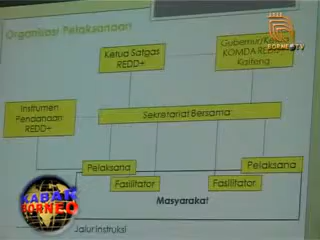 Organisasi Pelaksanaan
Ketua Satgas
REDD+
Gubernur/Ketua
KOMDA REDD+
Kalteng
BORNEO TV
Instrumen
Pendanaan
REDD+
Sekretariat Bersama
Pelaksana
Fasilitator
Pelaksana
Fasilitator
Masyarakat
KABAR
BORNEO
Jalur Instruksi